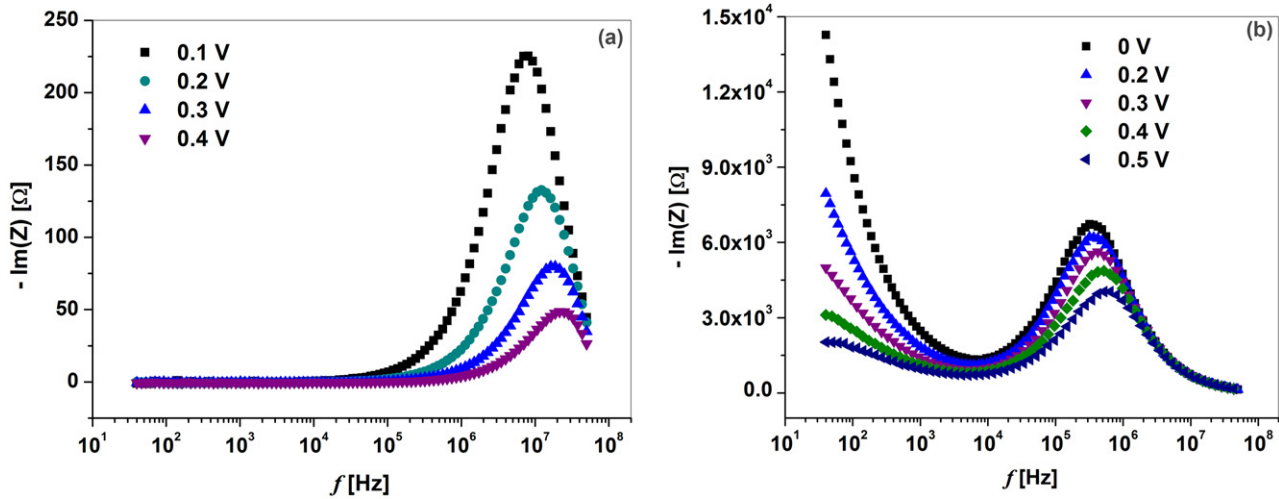 (a)
0.1 V
0.2 V
0.3 V
0.4 V
250
200
150
100
50
0
- Im(Z) [Ω]
10¹ 10² 10³ 10⁴ 10⁵ 10⁶ 10⁷ 10⁸
f [Hz]
(b)
0 V
0.2 V
0.3 V
0.4 V
0.5 V
1.5x10⁴
1.2x10⁴
9.0x10³
6.0x10³
3.0x10³
0.0
- Im(Z) [Ω]
10¹ 10² 10³ 10⁴ 10⁵ 10⁶ 10⁷ 10⁸
f [Hz]